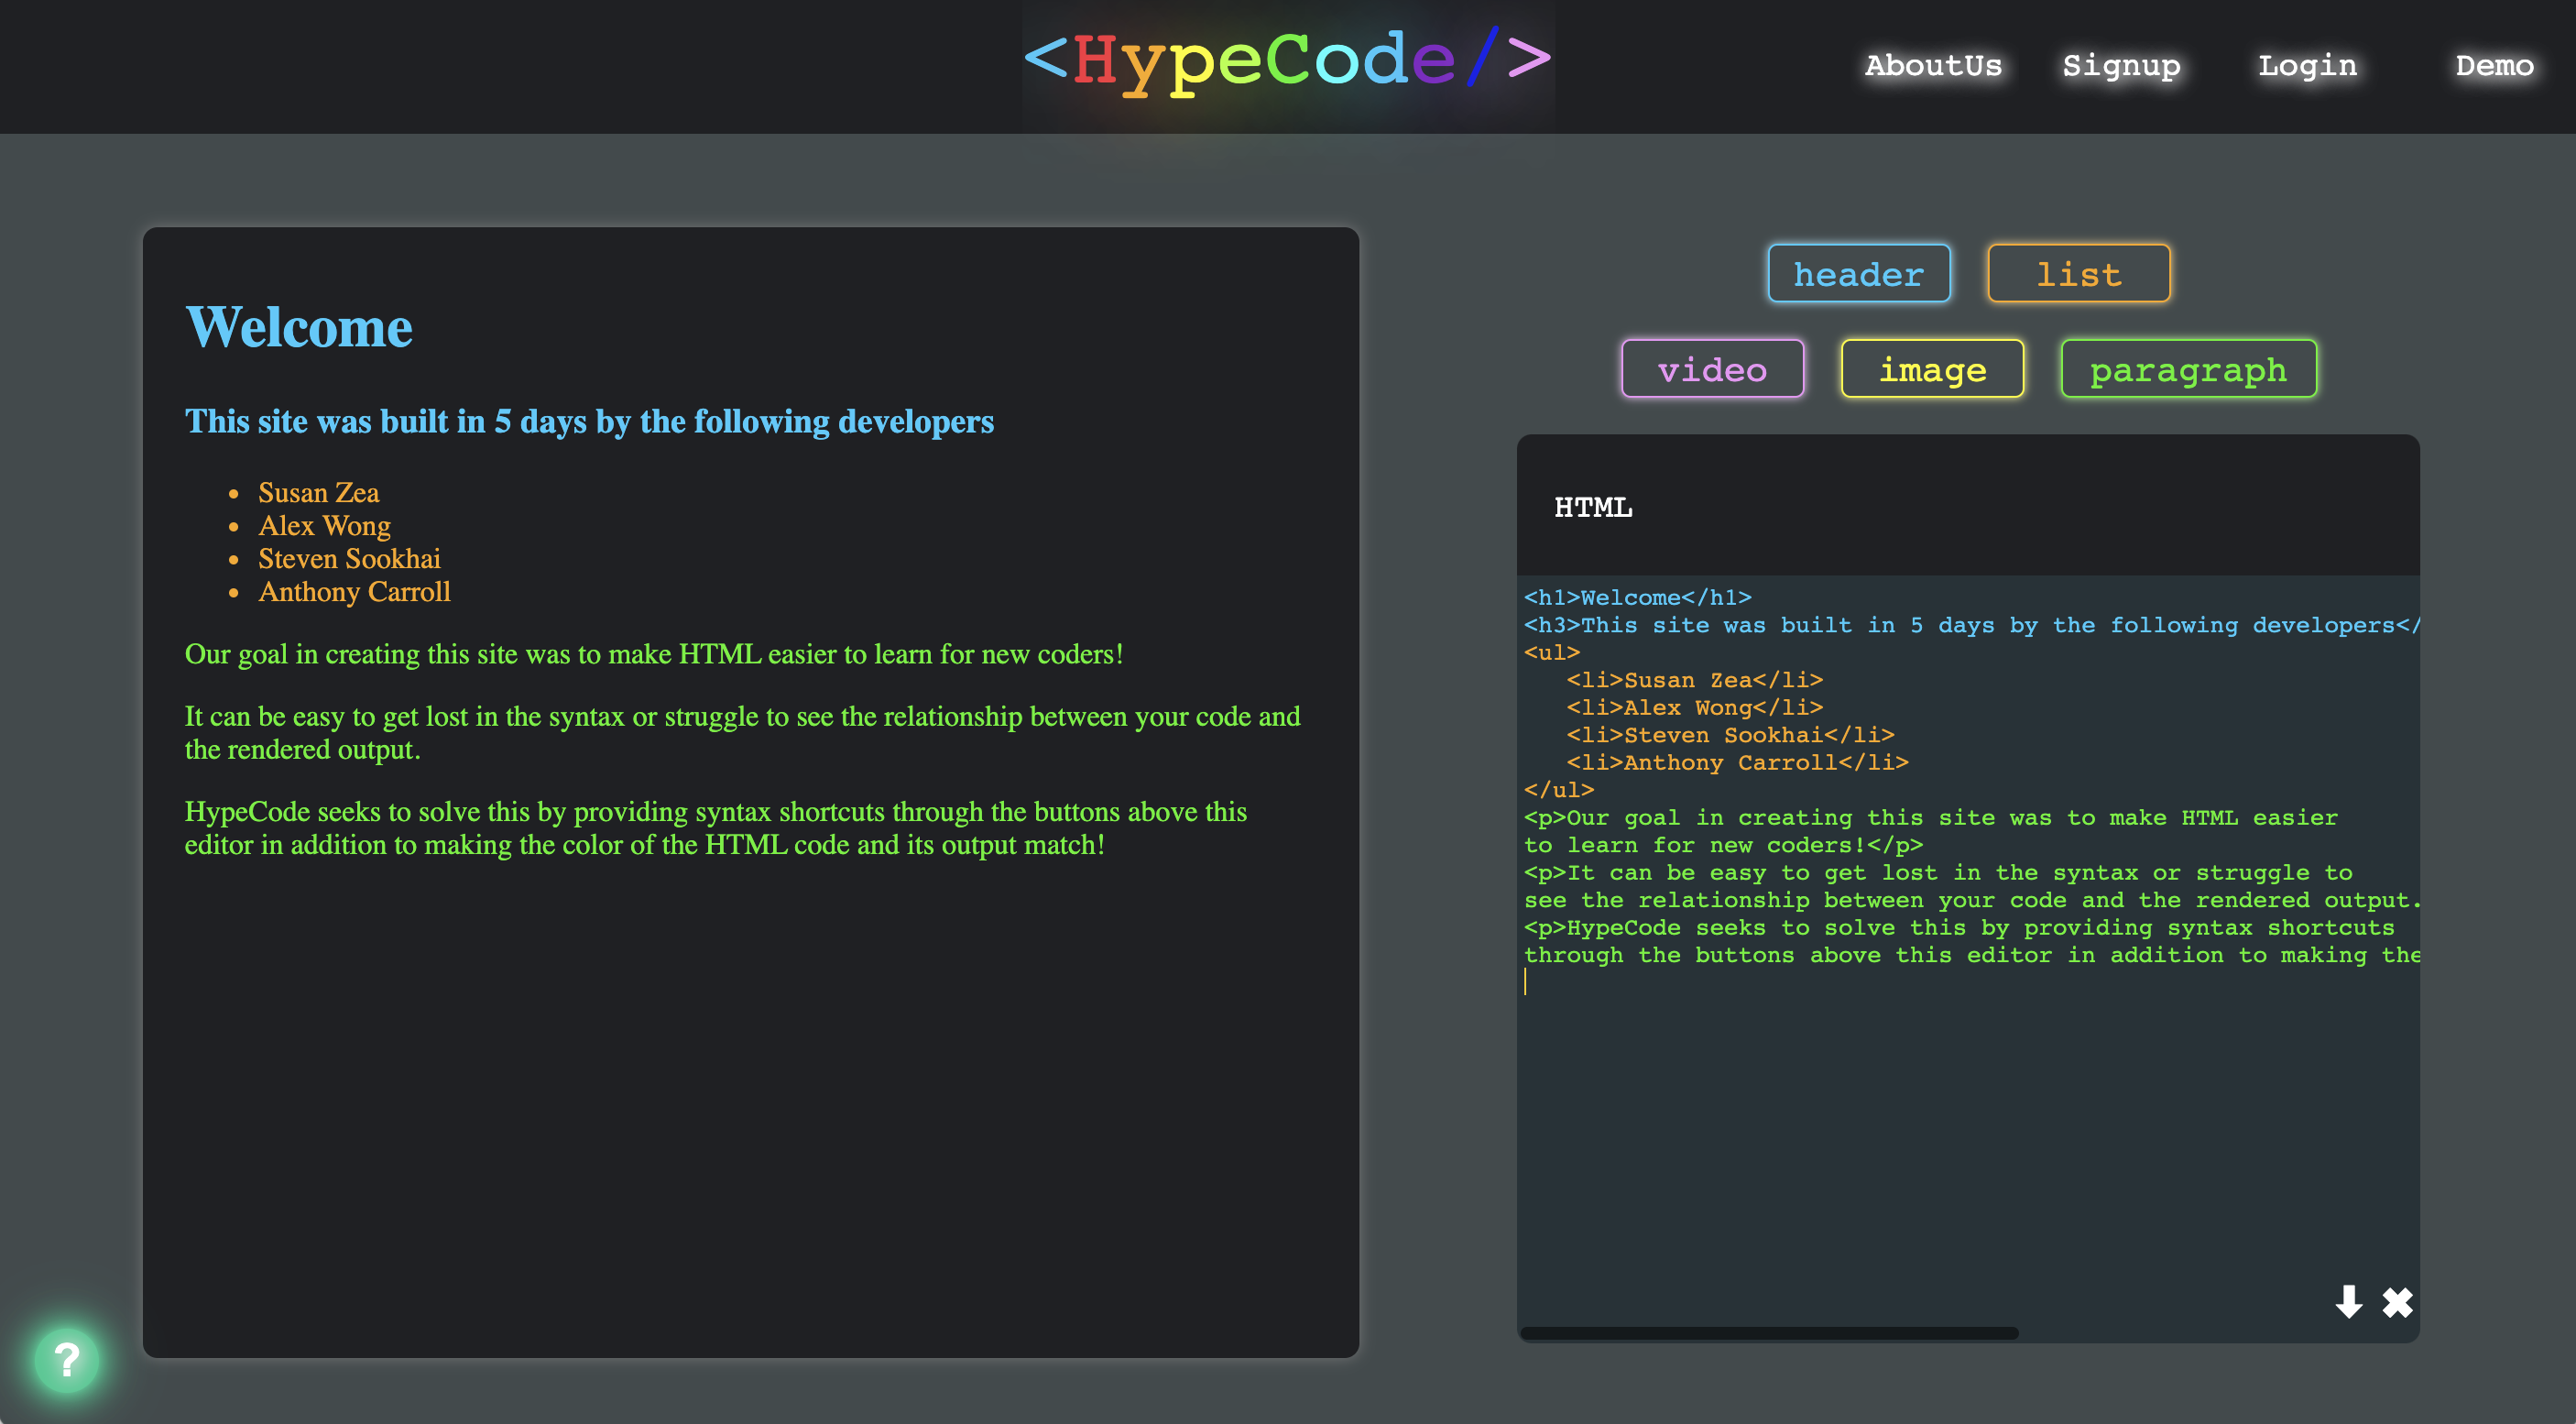 <HypeCode/>
AboutUs Signup Login Demo
Welcome
This site was built in 5 days by the following developers
• Susan Zea
• Alex Wong
• Steven Sookhai
• Anthony Carroll
Our goal in creating this site was to make HTML easier to learn for new coders!
It can be easy to get lost in the syntax or struggle to see the relationship between your code and
the rendered output.
HypeCode seeks to solve this by providing syntax shortcuts through the buttons above this
editor in addition to making the color of the HTML code and its output match!
header list
video image paragraph
HTML
<h1>Welcome</h1>
<h3>This site was built in 5 days by the following developers</
<ul>
<li>Susan Zea</li>
<li>Alex Wong</li>
<li>Steven Sookhai</li>
<li>Anthony Carroll</li>
</ul>
<p>Our goal in creating this site was to make HTML easier
to learn for new coders!</p>
<p>It can be easy to get lost in the syntax or struggle to
see the relationship between your code and the rendered output.
<p>HypeCode seeks to solve this by providing syntax shortcuts
through the buttons above this editor in addition to making the
?